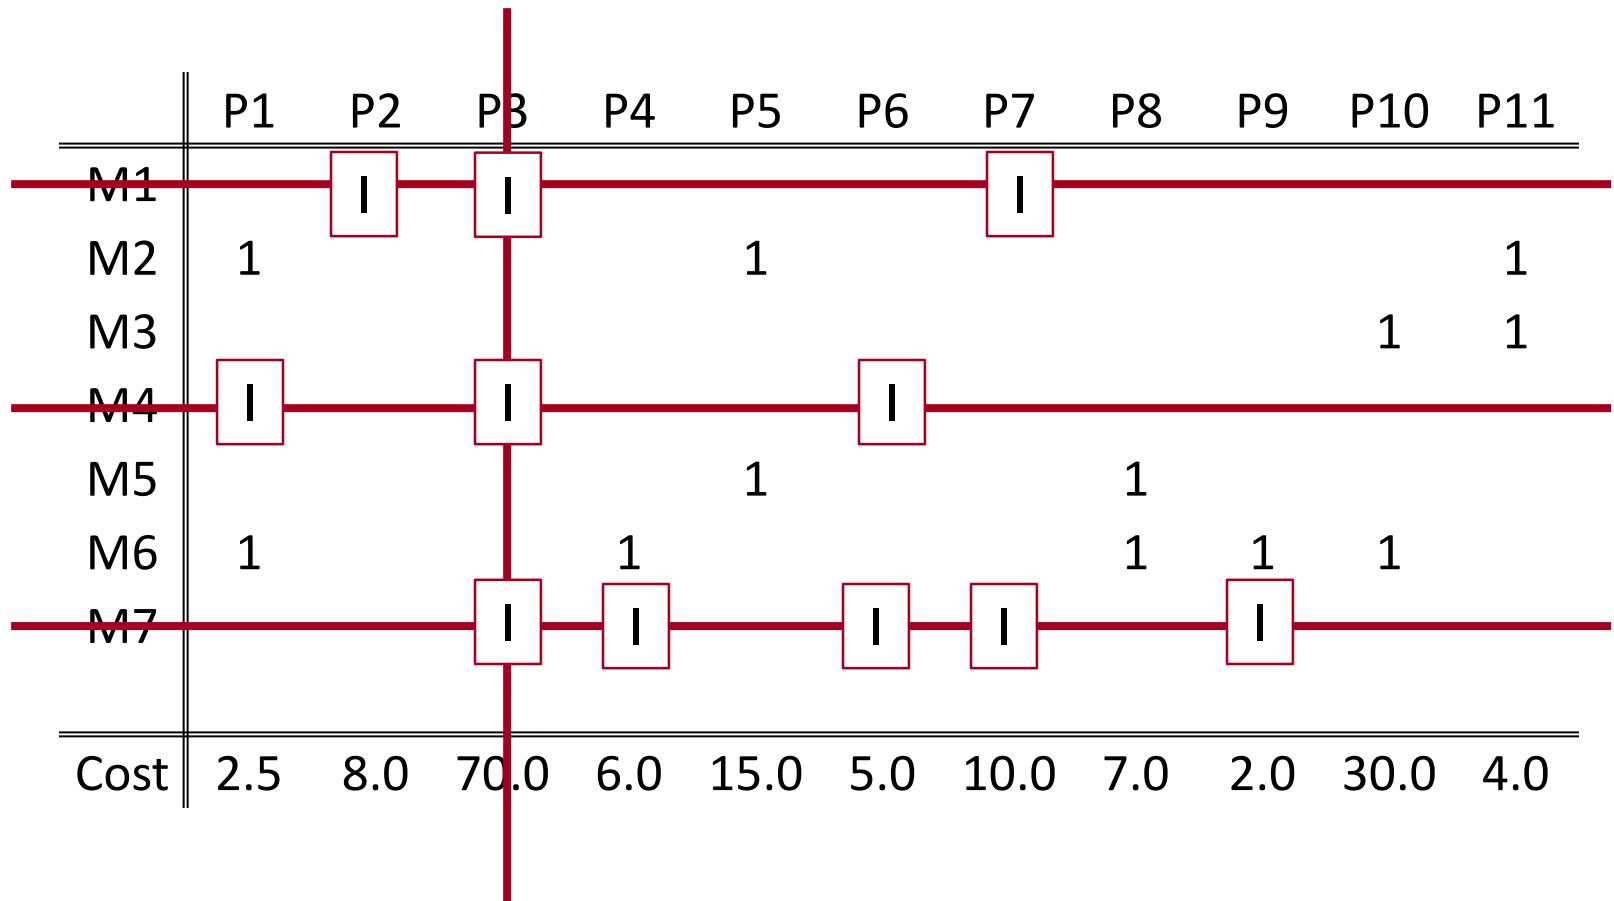 P1 P2 P3 P4 P5 P6 P7 P8 P9 P10 P11
M1 I I I
M2 1 1 1
M3 1 1
M4 I I I
M5 1 1
M6 1 1 1 1 1
M7 I I I I I
Cost 2.5 8.0 70.0 6.0 15.0 5.0 10.0 7.0 2.0 30.0 4.0